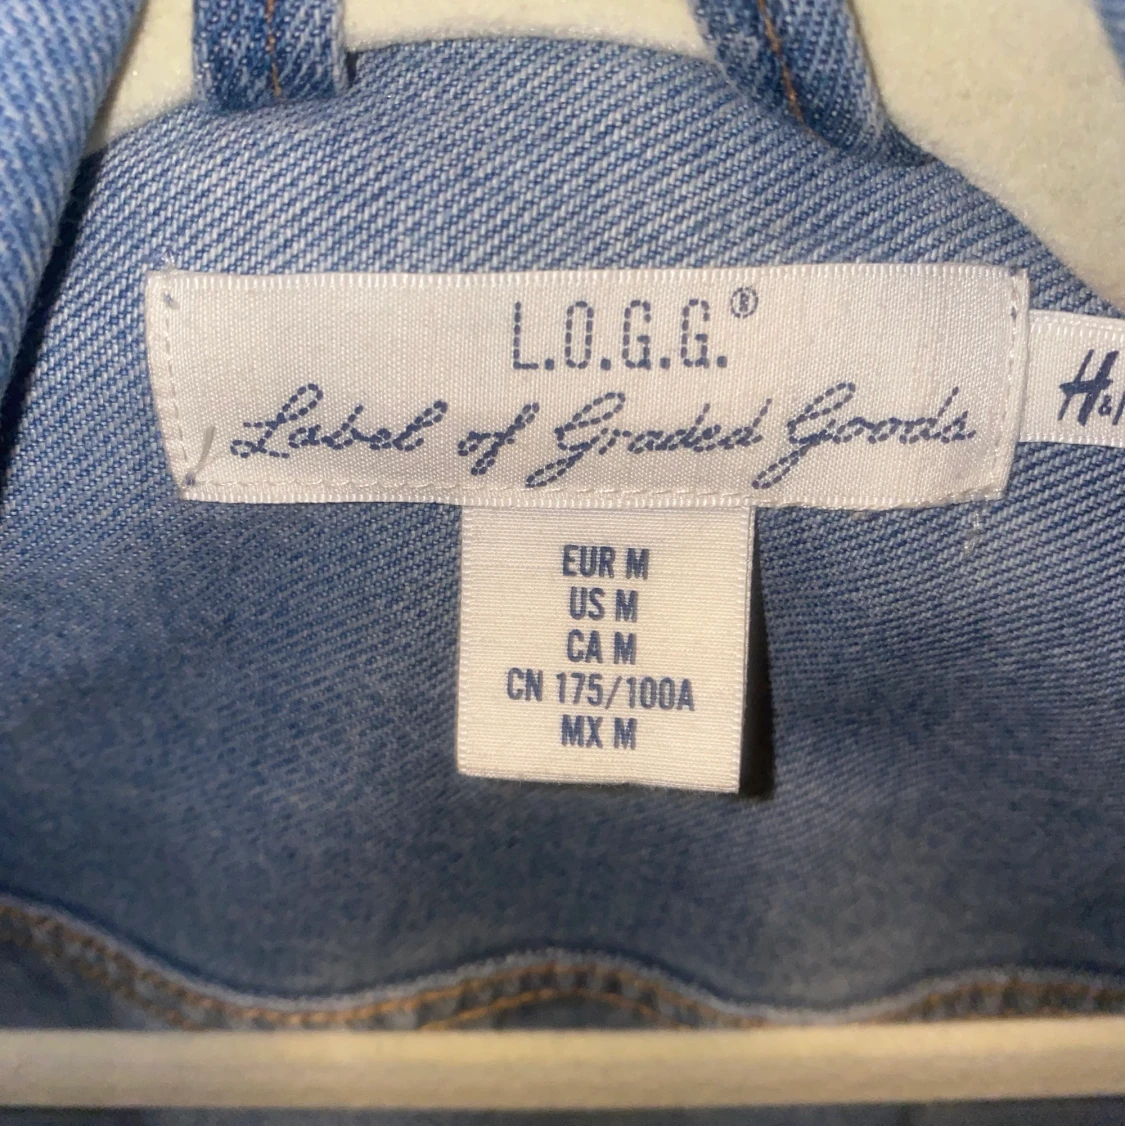 L.O.G.G.®
Label of Graded Goods
H&
EUR M
US M
CA M
CN 175/100A
MX M